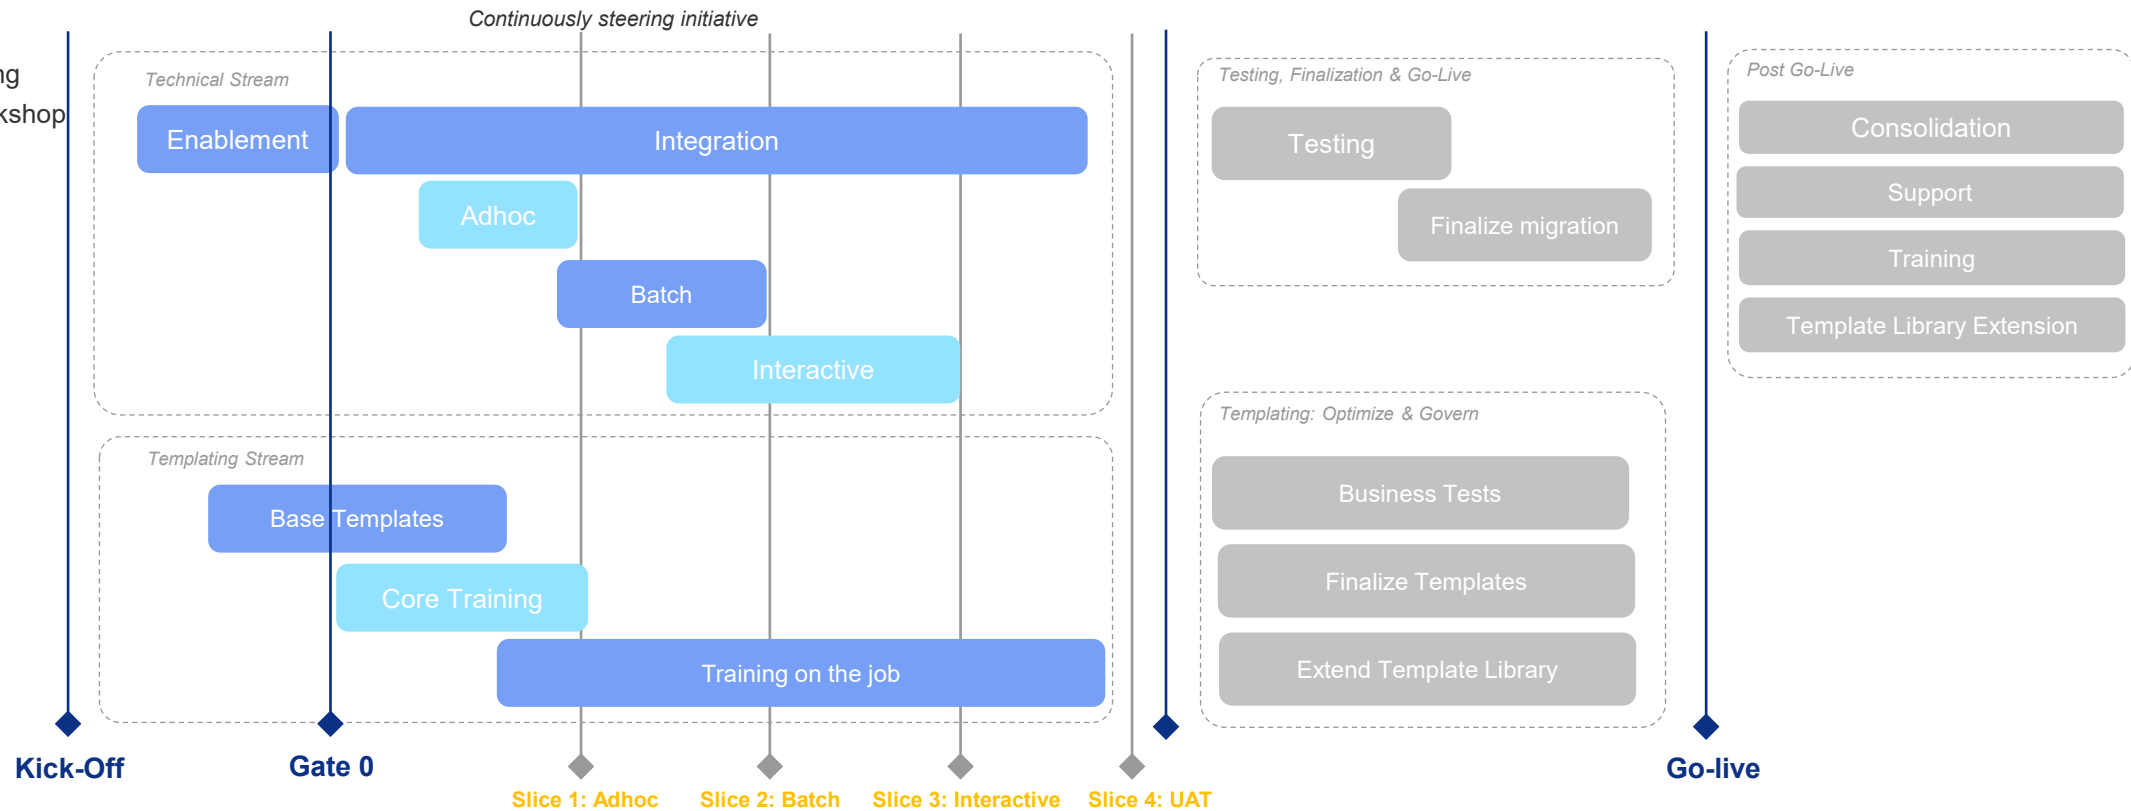 Continuously steering initiative
ng
kshop
Technical Stream
Enablement
Integration
Adhoc
Batch
Interactive
Templating Stream
Base Templates
Core Training
Training on the job
Testing, Finalization & Go-Live
Testing
Finalize migration
Templating: Optimize & Govern
Business Tests
Finalize Templates
Extend Template Library
Post Go-Live
Consolidation
Support
Training
Template Library Extension
Kick-Off
Gate 0
Go-live
Slice 1: Adhoc
Slice 2: Batch
Slice 3: Interactive
Slice 4: UAT